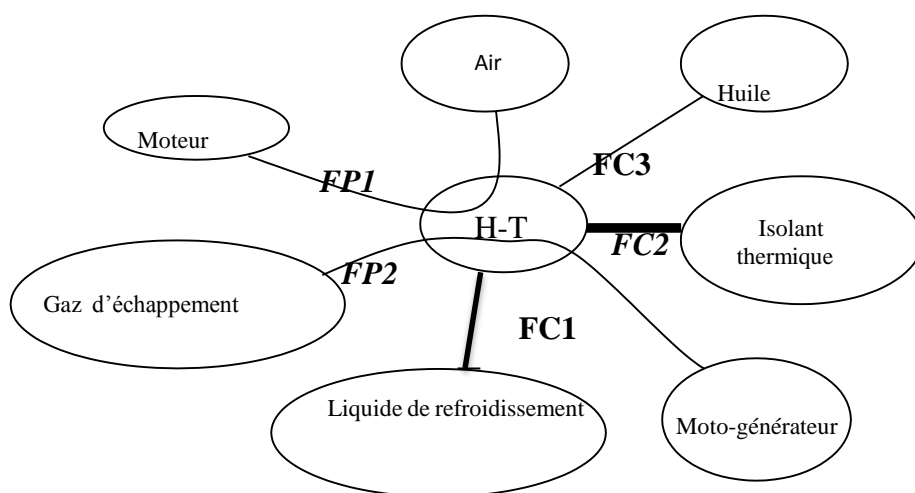 Air
Huile
Moteur
FC3
FP1
H-T
FC2
Isolant
thermique
FP2
Gaz d’échappement
FC1
Liquide de refroidissement
Moto-générateur